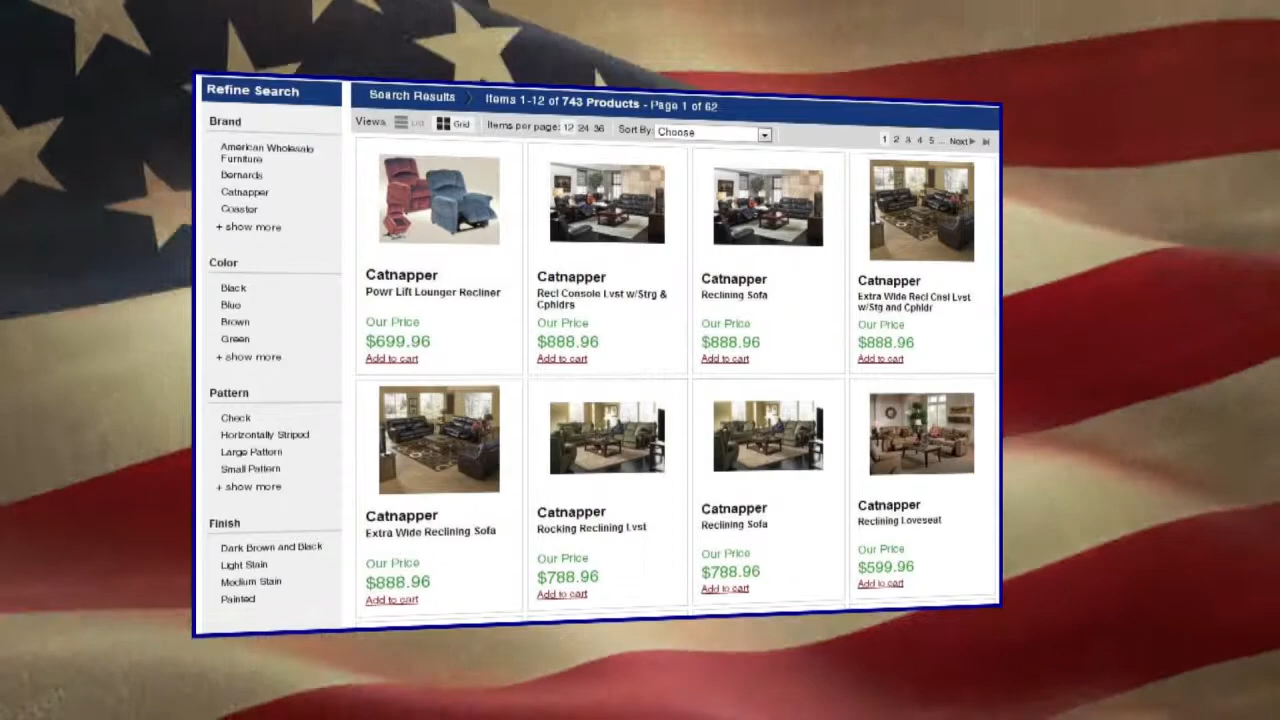 Refine Search
Brand
American Wholesale
Furniture
Bernards
Catnapper
Coaster
+ show more
Color
Black
Blue
Brown
Green
+ show more
Pattern
Check
Horizontally Striped
Large Pattern
Small Pattern
+ show more
Finish
Dark Brown and Black
Light Stain
Medium Stain
Painted
Search Results Items 1-12 of 743 Products - Page 1 of 62
Views: List Grid Items per page: 12 24 36 Sort By: Choose 1 2 3 4 5 ... Next
Catnapper
Powr Lift Lounger Recliner
Our Price
$699.96
Add to cart
Catnapper
Recl Console Lvst w/Strg &
Cphldrs
Our Price
$888.96
Add to cart
Catnapper
Reclining Sofa
Our Price
$888.96
Add to cart
Catnapper
Extra Wide Recl Cnsl Lvst
w/Stg and Cphldr
Our Price
$888.96
Add to cart
Catnapper
Extra Wide Reclining Sofa
Our Price
$888.96
Add to cart
Catnapper
Rocking Reclining Lvst
Our Price
$788.96
Add to cart
Catnapper
Reclining Sofa
Our Price
$788.96
Add to cart
Catnapper
Reclining Loveseat
Our Price
$599.96
Add to cart